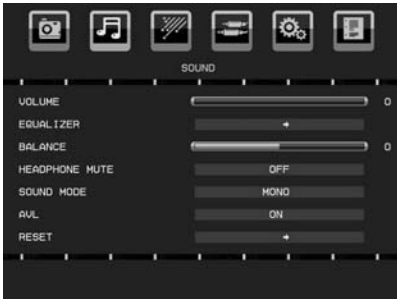 SOUND
VOLUME 0
EQUALIZER
BALANCE 0
HEADPHONE MUTE OFF
SOUND MODE MONO
AVL ON
RESET